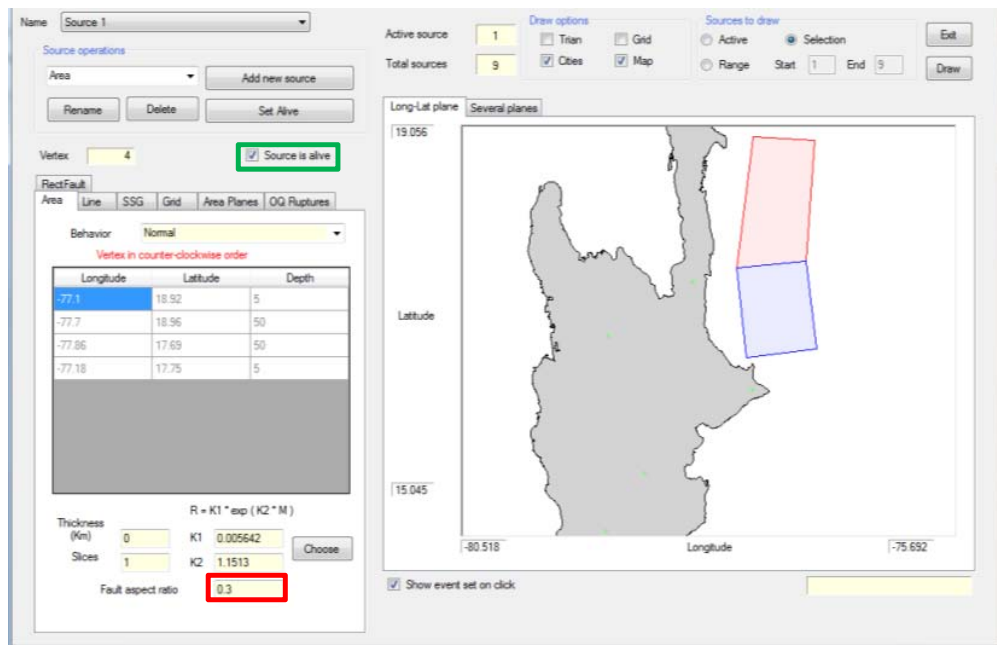 Name Source 1
Source operations
Area Add new source
Rename Delete Set Alive
Vertex 4 Source is alive
RectFault
Area Line SSG Grid Area Planes OQ Ruptures
Behavior Normal
Vertex in counter-clockwise order
Longitude Latitude Depth
-77.1 18.92 5
-77.7 18.96 50
-77.86 17.69 50
-77.18 17.75 5
R = K1 * exp ( K2 * M )
Thickness
(Km) 0 K1 0.005642
Choose
Slices 1 K2 1.1513
Fault aspect ratio 0.3
Active source 1
Total sources 9
Draw options
Trian Grid
Cities Map
Sources to draw
Active Selection
Range Start 1 End 9
Exit
Draw
Long-Lat plane Several planes
19.056
Latitude
15.045
-80.518 Longitude -75.692
Show event set on click